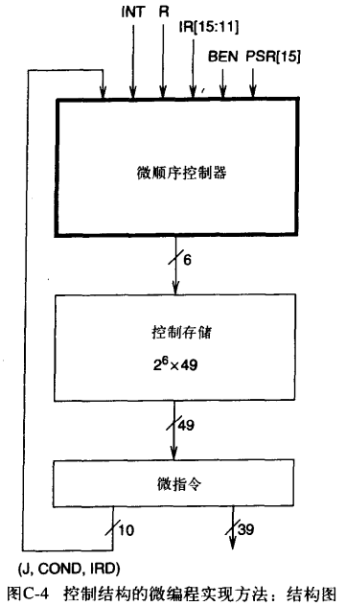 INT R
IR[15:11]
BEN PSR[15]
微顺序控制器
6
控制存储
2⁶×49
49
微指令
10
39
(J, COND, IRD)
图C-4 控制结构的微编程实现方法：结构图